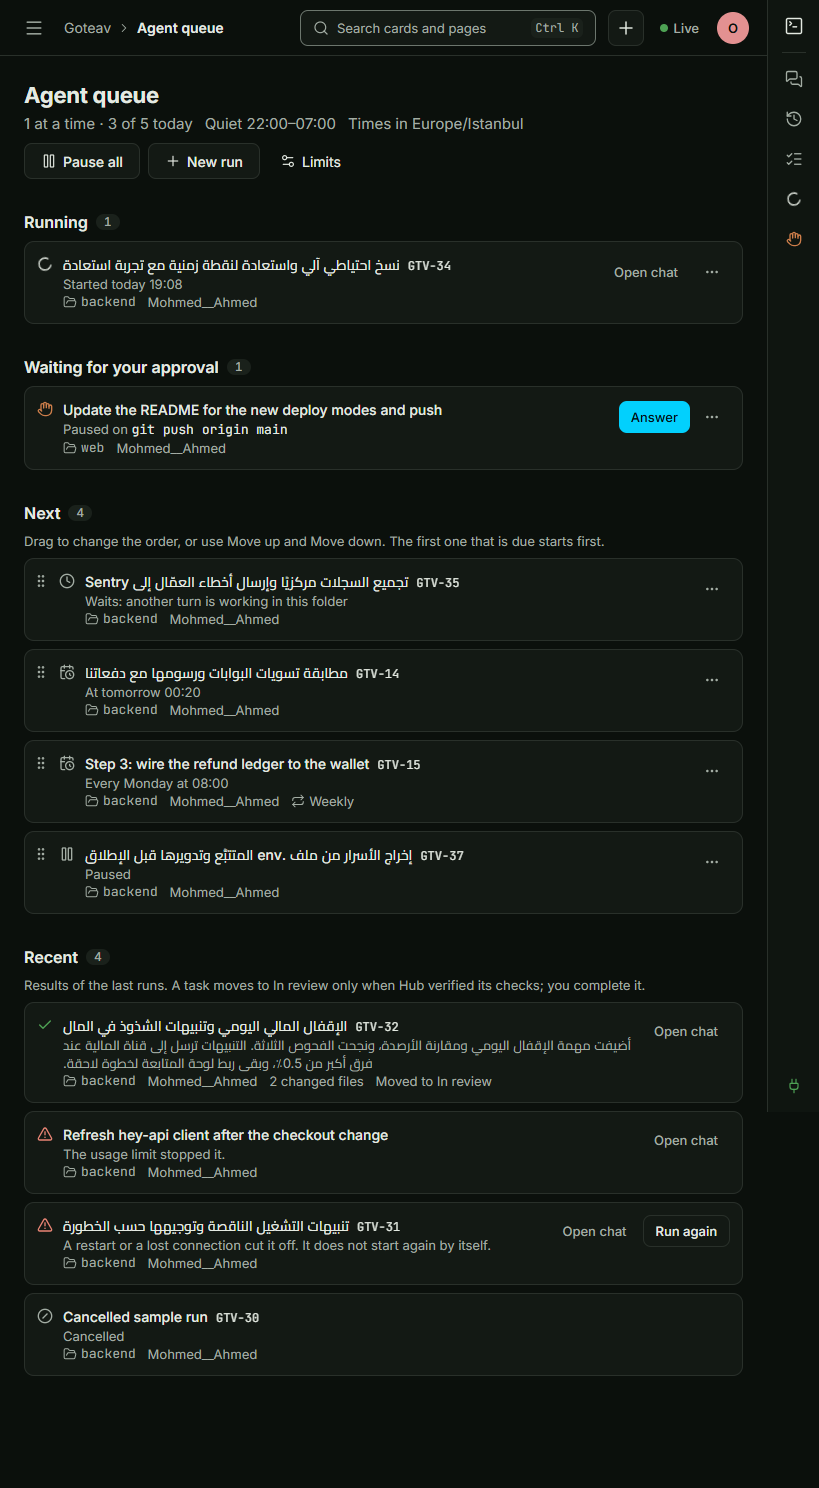 Goteav > Agent queue
Search cards and pages Ctrl K
Live
O
Agent queue
1 at a time · 3 of 5 today Quiet 22:00–07:00 Times in Europe/Istanbul
Pause all
New run
Limits
Running 1
نسخ احتياطي آلي واستعادة لنقطة زمنية مع تجربة استعادة GTV-34
Open chat
Started today 19:08
backend Mohmed__Ahmed
Waiting for your approval 1
Update the README for the new deploy modes and push
Answer
Paused on git push origin main
web Mohmed__Ahmed
Next 4
Drag to change the order, or use Move up and Move down. The first one that is due starts first.
تجميع السجلات مركزيًا وإرسال أخطاء العمّال إلى Sentry GTV-35
Waits: another turn is working in this folder
backend Mohmed__Ahmed
مطابقة تسويات البوابات ورسومها مع دفعاتنا GTV-14
At tomorrow 00:20
backend Mohmed__Ahmed
Step 3: wire the refund ledger to the wallet GTV-15
Every Monday at 08:00
backend Mohmed__Ahmed Weekly
إخراج الأسرار من ملف .env المتتبَّع وتدويرها قبل الإطلاق GTV-37
Paused
backend Mohmed__Ahmed
Recent 4
Results of the last runs. A task moves to In review only when Hub verified its checks; you complete it.
الإقفال المالي اليومي وتنبيهات الشذوذ في المال GTV-32
Open chat
أضيفت مهمة الإقفال اليومي ومقارنة الأرصدة، ونجحت الفحوص الثلاثة. التنبيهات ترسل إلى قناة المالية عند
فرق أكبر من 0.5٪، وبقي ربط لوحة المتابعة لخطوة لاحقة.
backend Mohmed__Ahmed 2 changed files Moved to In review
Refresh hey-api client after the checkout change
Open chat
The usage limit stopped it.
backend Mohmed__Ahmed
تنبيهات التشغيل الناقصة وتوجيهها حسب الخطورة GTV-31
Open chat
Run again
A restart or a lost connection cut it off. It does not start again by itself.
backend Mohmed__Ahmed
Cancelled sample run GTV-30
Cancelled
backend Mohmed__Ahmed